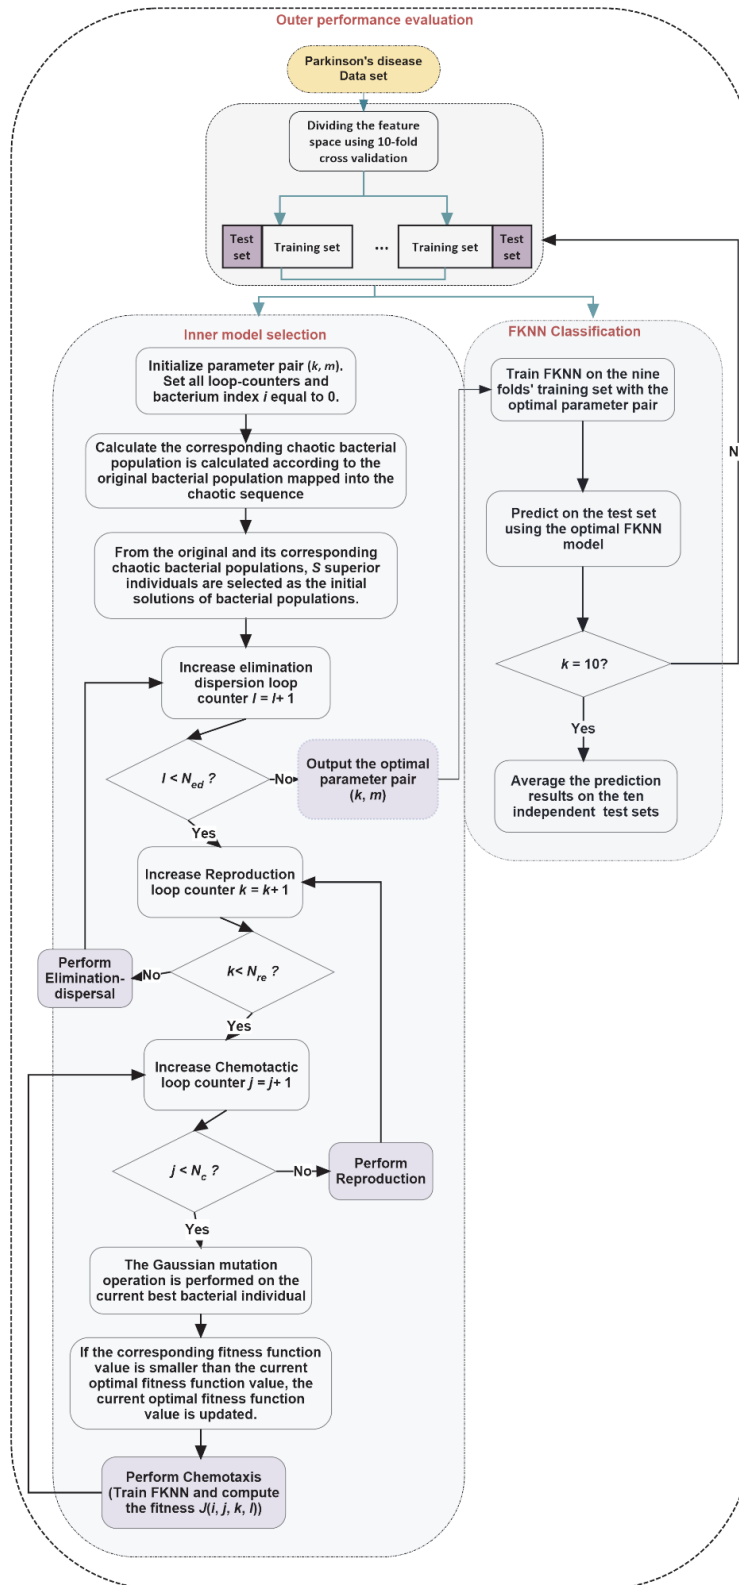 Outer performance evaluation
Parkinson's disease
Data set
Dividing the feature
space using 10-fold
cross validation
Test
set
Training set
...
Training set
Test
set
Inner model selection
Initialize parameter pair (k, m).
Set all loop-counters and
bacterium index i equal to 0.
Calculate the corresponding chaotic bacterial
population is calculated according to the
original bacterial population mapped into the
chaotic sequence
From the original and its corresponding
chaotic bacterial populations, S superior
individuals are selected as the initial
solutions of bacterial populations.
Increase elimination
dispersion loop
counter l = l+ 1
l < Ned ?
No
Output the optimal
parameter pair
(k, m)
Yes
Increase Reproduction
loop counter k = k+ 1
k< Nre ?
No
Perform
Elimination-
dispersal
Yes
Increase Chemotactic
loop counter j = j+ 1
j < Nc ?
No
Perform
Reproduction
Yes
The Gaussian mutation
operation is performed on the
current best bacterial individual
If the corresponding fitness function
value is smaller than the current
optimal fitness function value, the
current optimal fitness function
value is updated.
Perform Chemotaxis
(Train FKNN and compute
the fitness J(i, j, k, l))
FKNN Classification
Train FKNN on the nine
folds' training set with the
optimal parameter pair
Predict on the test set
using the optimal FKNN
model
k = 10?
N
Yes
Average the prediction
results on the ten
independent test sets